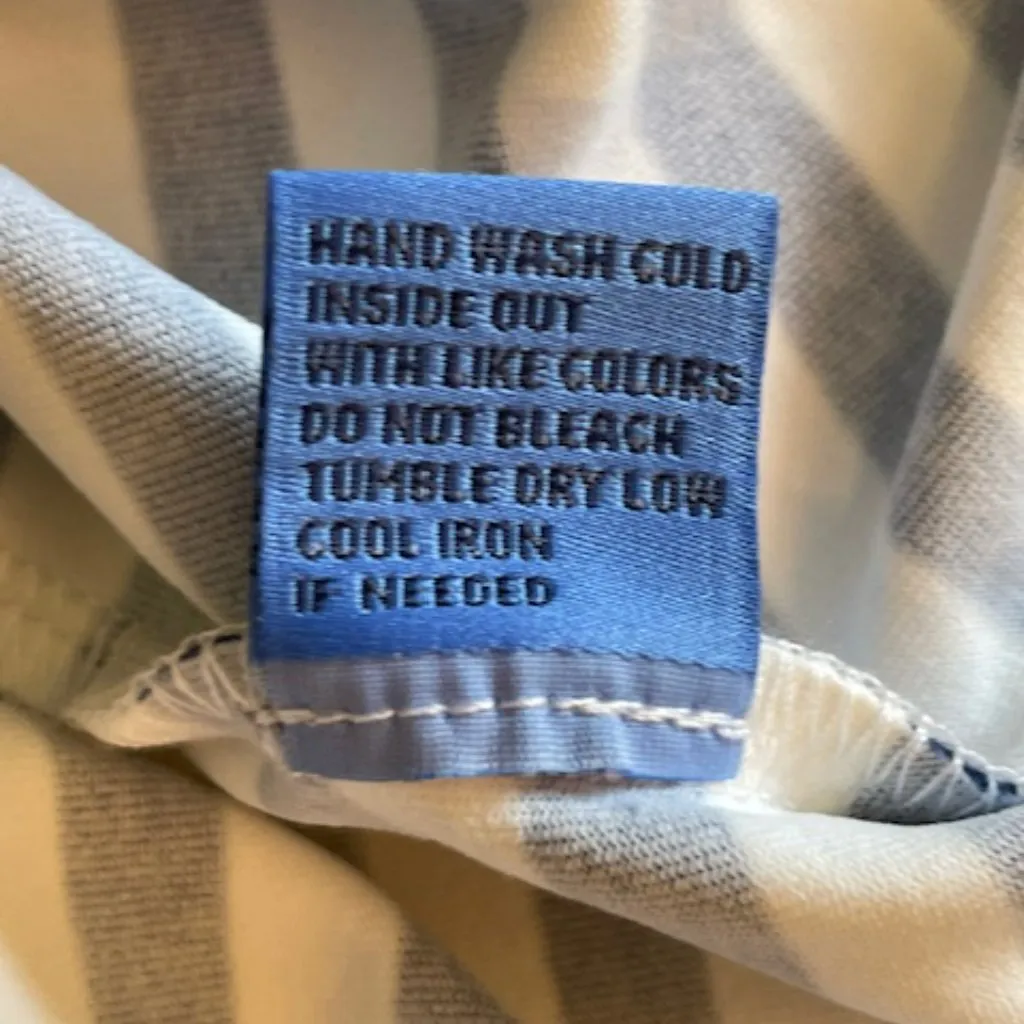 HAND WASH COLD
INSIDE OUT
WITH LIKE COLORS
DO NOT BLEACH
TUMBLE DRY LOW
COOL IRON
IF NEEDED